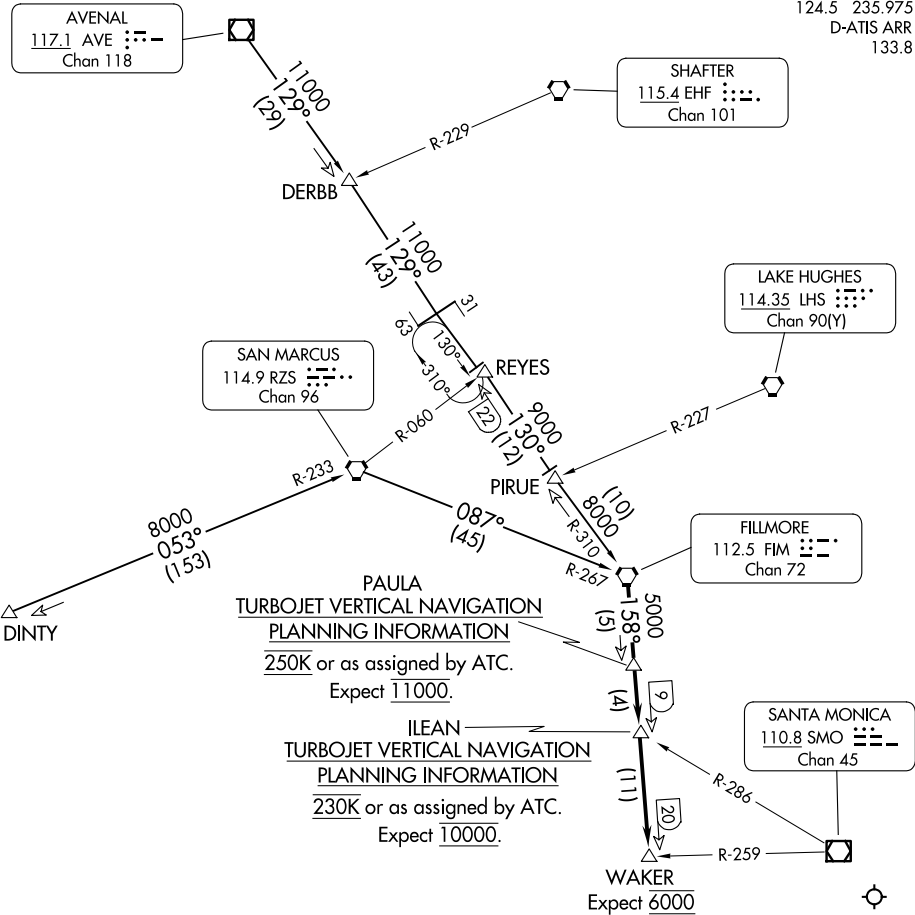 124.5 235.975
D-ATIS ARR
133.8
AVENAL
117.1 AVE
Chan 118
11000
129°
(29)
SHAFTER
115.4 EHF
Chan 101
R-229
DERBB
11000
129°
(43)
LAKE HUGHES
114.35 LHS
Chan 90(Y)
31
63
130°
310°
REYES
22
SAN MARCUS
114.9 RZS
Chan 96
R-060
9000
130°
(12)
R-227
R-233
PIRUE
(10)
8000
R-310
8000
053°
(153)
087°
(45)
R-267
FILLMORE
112.5 FIM
Chan 72
DINTY
5000
158°
(5)
PAULA
TURBOJET VERTICAL NAVIGATION
PLANNING INFORMATION
250K or as assigned by ATC.
Expect 11000.
(4)
9
ILEAN
TURBOJET VERTICAL NAVIGATION
PLANNING INFORMATION
230K or as assigned by ATC.
Expect 10000.
SANTA MONICA
110.8 SMO
Chan 45
R-286
(11)
20
R-259
WAKER
Expect 6000